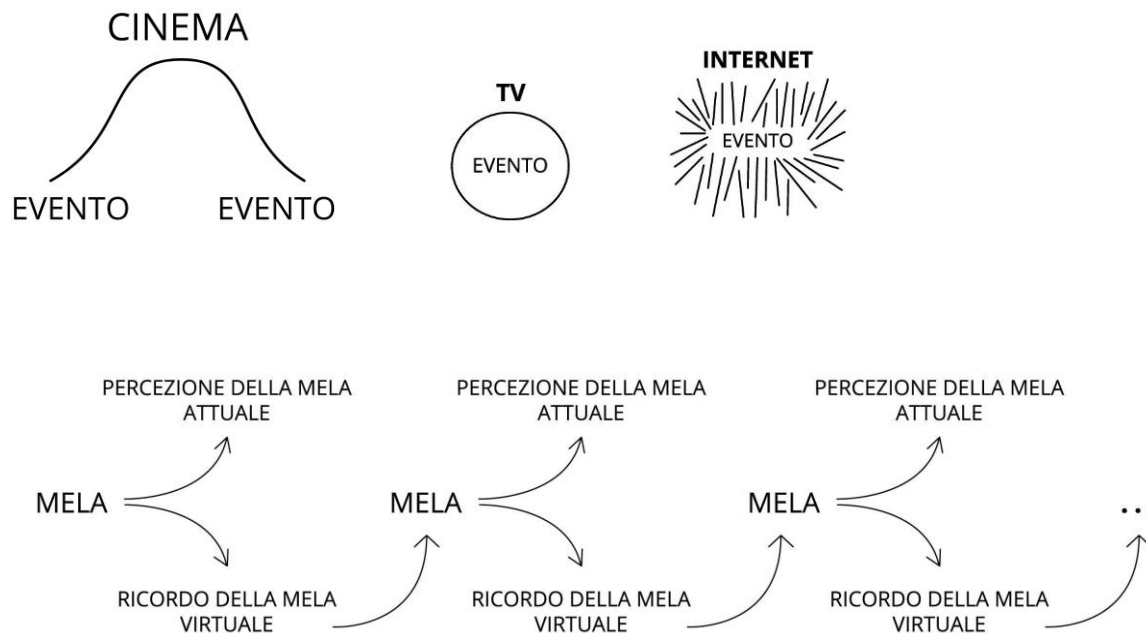 CINEMA
EVENTO
EVENTO
TV
EVENTO
INTERNET
EVENTO
PERCEZIONE DELLA MELA
ATTUALE
PERCEZIONE DELLA MELA
ATTUALE
PERCEZIONE DELLA MELA
ATTUALE
MELA
MELA
MELA
..
RICORDO DELLA MELA
VIRTUALE
RICORDO DELLA MELA
VIRTUALE
RICORDO DELLA MELA
VIRTUALE